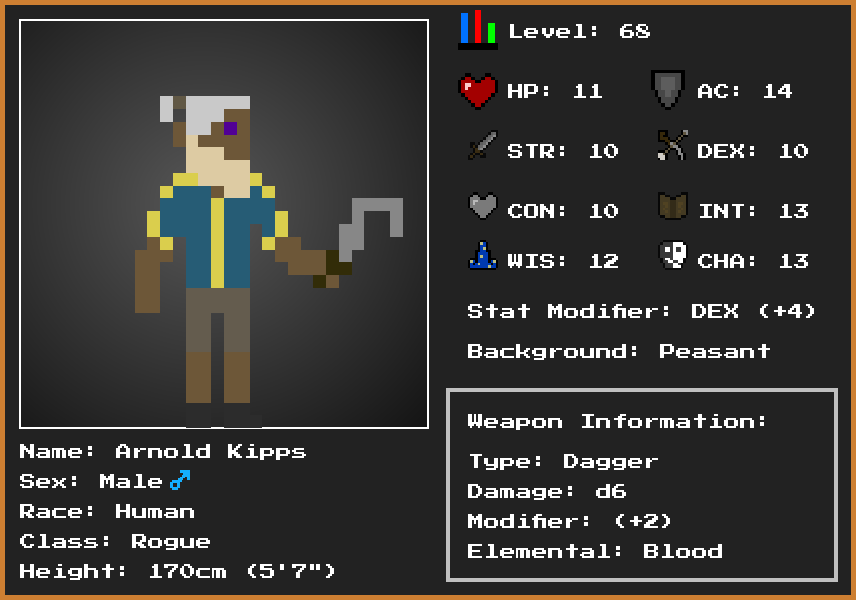 Level: 68
HP: 11 AC: 14
STR: 10 DEX: 10
CON: 10 INT: 13
WIS: 12 CHA: 13
Stat Modifier: DEX (+4)
Background: Peasant
Weapon Information:
Type: Dagger
Damage: d6
Modifier: (+2)
Elemental: Blood
Name: Arnold Kipps
Sex: Male ♂
Race: Human
Class: Rogue
Height: 170cm (5'7")